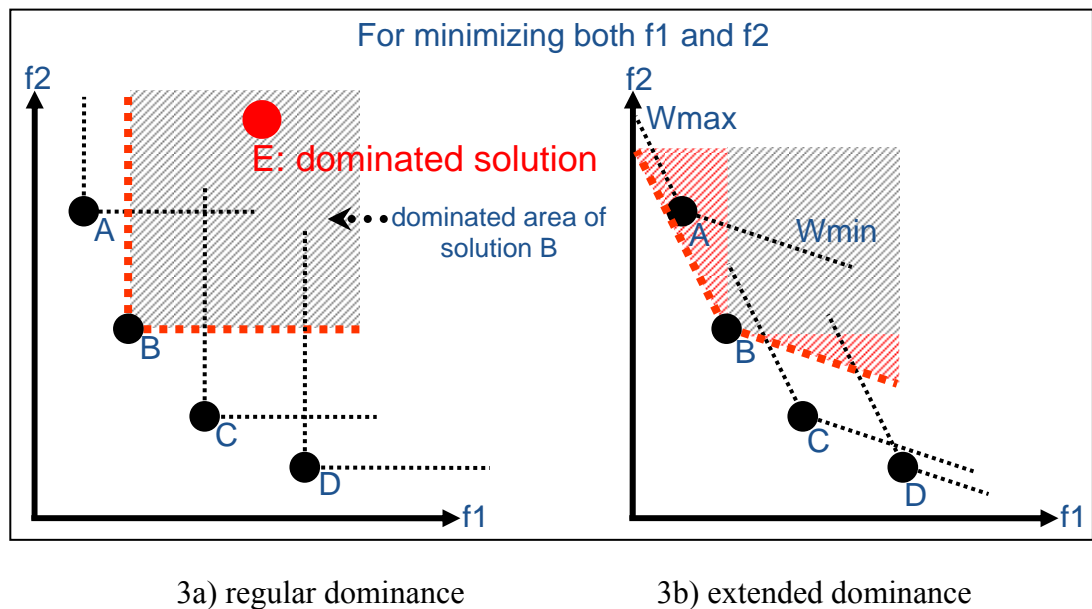 For minimizing both f1 and f2
f2
E: dominated solution
A
dominated area of
solution B
B
C
D
f1
f2
Wmax
A
Wmin
B
C
D
f1
3a) regular dominance
3b) extended dominance